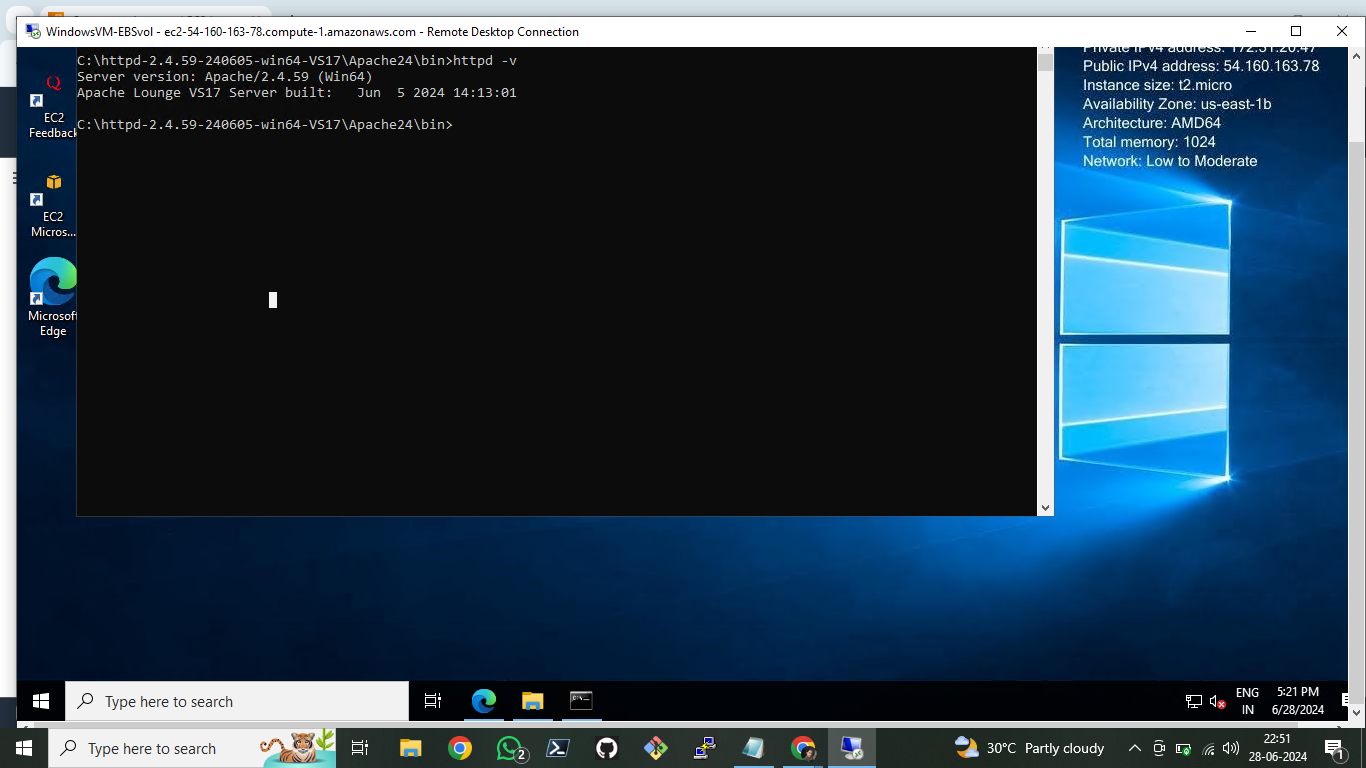 WindowsVM-EBSvol - ec2-54-160-163-78.compute-1.amazonaws.com - Remote Desktop Connection
C:\httpd-2.4.59-240605-win64-VS17\Apache24\bin>httpd -v
Server version: Apache/2.4.59 (Win64)
Apache Lounge VS17 Server built:   Jun  5 2024 14:13:01
C:\httpd-2.4.59-240605-win64-VS17\Apache24\bin>
Private IPv4 address: 172.31.20.47
Public IPv4 address: 54.160.163.78
Instance size: t2.micro
Availability Zone: us-east-1b
Architecture: AMD64
Total memory: 1024
Network: Low to Moderate
EC2
Feedback
EC2
Micros...
Microsoft
Edge
Type here to search
ENG
IN
5:21 PM
6/28/2024
Type here to search
2
30°C Partly cloudy
22:51
28-06-2024
1